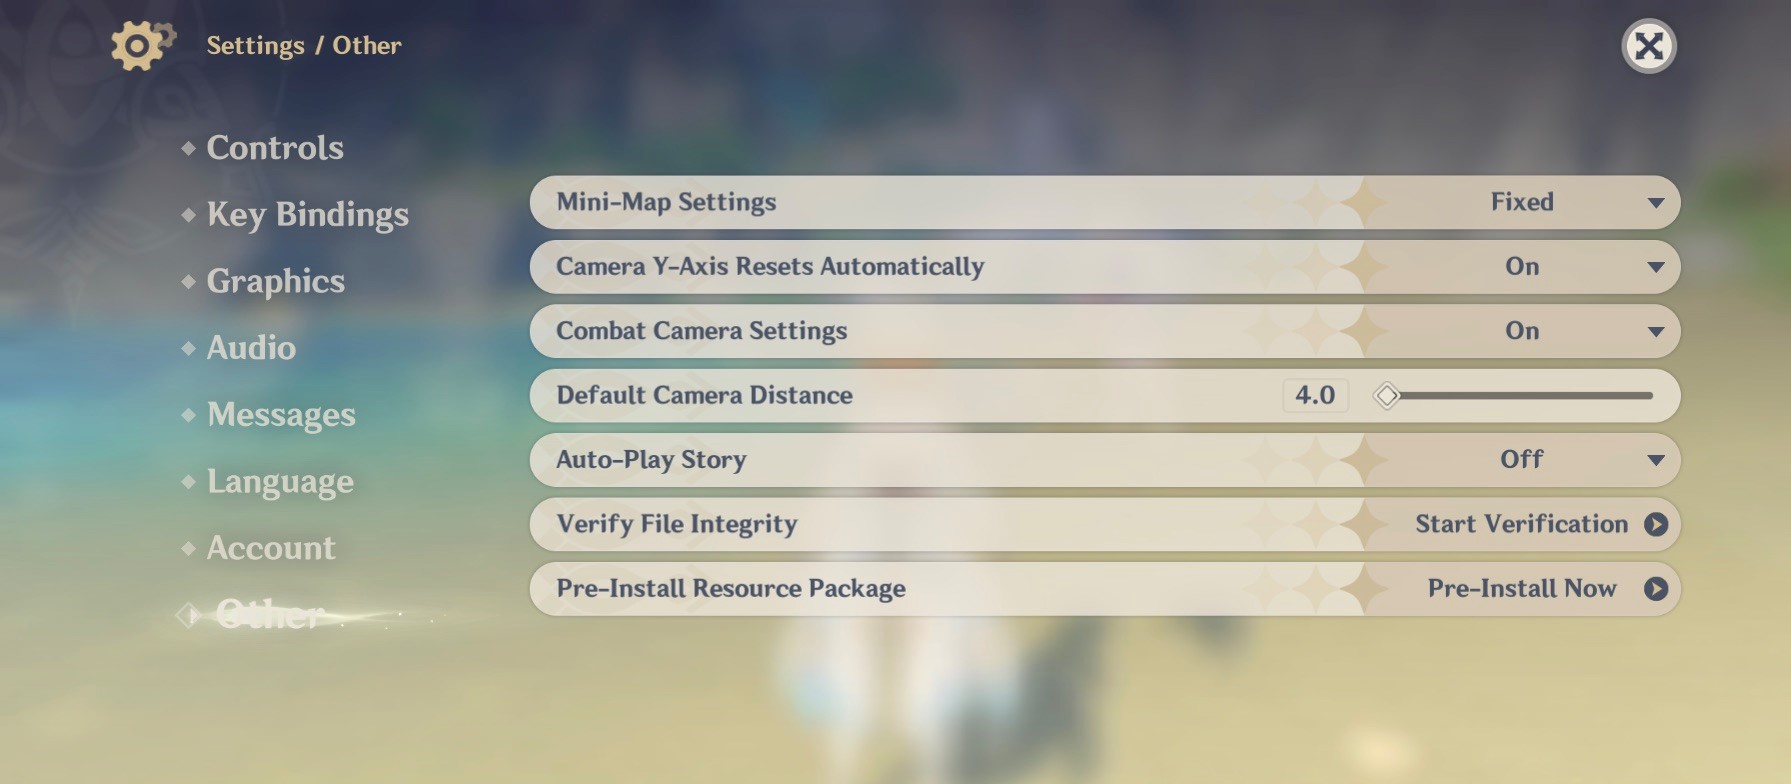 Settings / Other
Controls
Key Bindings
Graphics
Audio
Messages
Language
Account
Other
Mini-Map Settings Fixed
Camera Y-Axis Resets Automatically On
Combat Camera Settings On
Default Camera Distance 4.0
Auto-Play Story Off
Verify File Integrity Start Verification
Pre-Install Resource Package Pre-Install Now